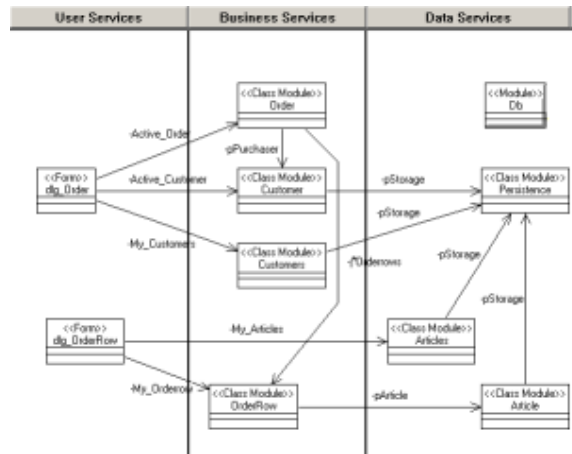 User Services
Business Services
Data Services
<<Class Module>>
Order
<<Module>>
Db
-Active_Order
-pPurchaser
<<Form>>
dlg_Order
-Active_Customer
<<Class Module>>
Customer
-pStorage
<<Class Module>>
Persistence
-My_Customers
-pStorage
<<Class Module>>
Customers
-f*Orderrows
-pStorage
-pStorage
<<Form>>
dlg_OrderRow
-My_Articles
<<Class Module>>
Articles
-My_Orderrow
<<Class Module>>
OrderRow
-pArticle
<<Class Module>>
Article